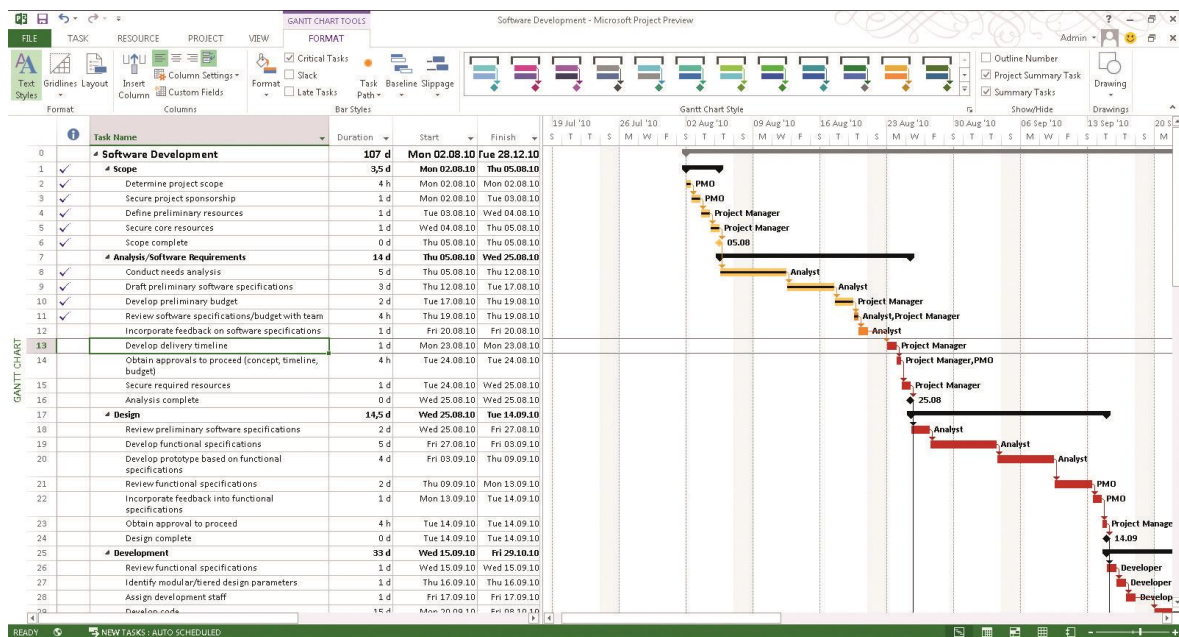 GANTT CHART TOOLS
Software Development - Microsoft Project Preview
?
FILE TASK RESOURCE PROJECT VIEW FORMAT
Admin
Text Styles
Gridlines
Layout
Format
Insert Column
Column Settings
Custom Fields
Columns
Format
Critical Tasks
Slack
Late Tasks
Task Path
Baseline
Slippage
Bar Styles
Gantt Chart Style
Outline Number
Project Summary Task
Summary Tasks
Show/Hide
Drawing
Drawings
Task Name Duration Start Finish
19 Jul '10 26 Jul '10 02 Aug '10 09 Aug '10 16 Aug '10 23 Aug '10 30 Aug '10 06 Sep '10 13 Sep '10 20 S
S T T S M W F S T T S M W F S T T S M W F S T T S M
0 Software Development 107 d Mon 02.08.10 Tue 28.12.10
1 Scope 3,5 d Mon 02.08.10 Thu 05.08.10
2 Determine project scope 4 h Mon 02.08.10 Mon 02.08.10 PMO
3 Secure project sponsorship 1 d Mon 02.08.10 Tue 03.08.10 PMO
4 Define preliminary resources 1 d Tue 03.08.10 Wed 04.08.10 Project Manager
5 Secure core resources 1 d Wed 04.08.10 Thu 05.08.10 Project Manager
6 Scope complete 0 d Thu 05.08.10 Thu 05.08.10 05.08
7 Analysis/Software Requirements 14 d Thu 05.08.10 Wed 25.08.10
8 Conduct needs analysis 5 d Thu 05.08.10 Thu 12.08.10 Analyst
9 Draft preliminary software specifications 3 d Thu 12.08.10 Tue 17.08.10 Analyst
10 Develop preliminary budget 2 d Tue 17.08.10 Thu 19.08.10 Project Manager
11 Review software specifications/budget with team 4 h Thu 19.08.10 Thu 19.08.10 Analyst,Project Manager
12 Incorporate feedback on software specifications 1 d Fri 20.08.10 Fri 20.08.10 Analyst
13 Develop delivery timeline 1 d Mon 23.08.10 Mon 23.08.10 Project Manager
14 Obtain approvals to proceed (concept, timeline, 4 h Tue 24.08.10 Tue 24.08.10 Project Manager,PMO
budget)
15 Secure required resources 1 d Tue 24.08.10 Wed 25.08.10 Project Manager
16 Analysis complete 0 d Wed 25.08.10 Wed 25.08.10 25.08
17 Design 14,5 d Wed 25.08.10 Tue 14.09.10
18 Review preliminary software specifications 2 d Wed 25.08.10 Fri 27.08.10 Analyst
19 Develop functional specifications 5 d Fri 27.08.10 Fri 03.09.10 Analyst
20 Develop prototype based on functional 4 d Fri 03.09.10 Thu 09.09.10 Analyst
specifications
21 Review functional specifications 2 d Thu 09.09.10 Mon 13.09.10 PMO
22 Incorporate feedback into functional 1 d Mon 13.09.10 Tue 14.09.10 PMO
specifications
23 Obtain approval to proceed 4 h Tue 14.09.10 Tue 14.09.10 Project Manage
24 Design complete 0 d Tue 14.09.10 Tue 14.09.10 14.09
25 Development 33 d Wed 15.09.10 Fri 29.10.10
26 Review functional specifications 1 d Wed 15.09.10 Wed 15.09.10 Developer
27 Identify modular/tiered design parameters 1 d Thu 16.09.10 Thu 16.09.10 Developer
28 Assign development staff 1 d Fri 17.09.10 Fri 17.09.10 Develop
29 Develop code 15 d Mon 20.09.10 Fri 08.10.10
GANTT CHART
READY NEW TASKS : AUTO SCHEDULED